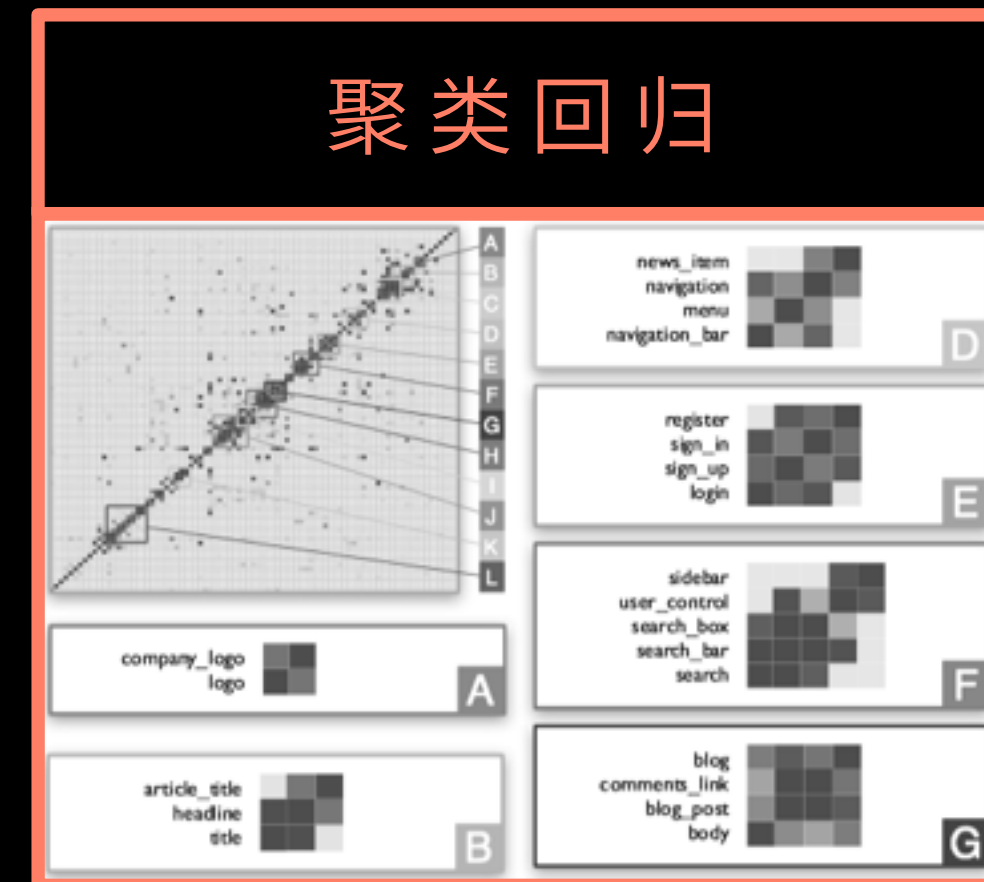 聚类回归
A
B
C
D
E
F
G
H
I
J
K
L
company_logo
logo
A
article_title
headline
title
B
news_item
navigation
menu
navigation_bar
D
register
sign_in
sign_up
login
E
sidebar
user_control
search_box
search_bar
search
F
blog
comments_link
blog_post
body
G